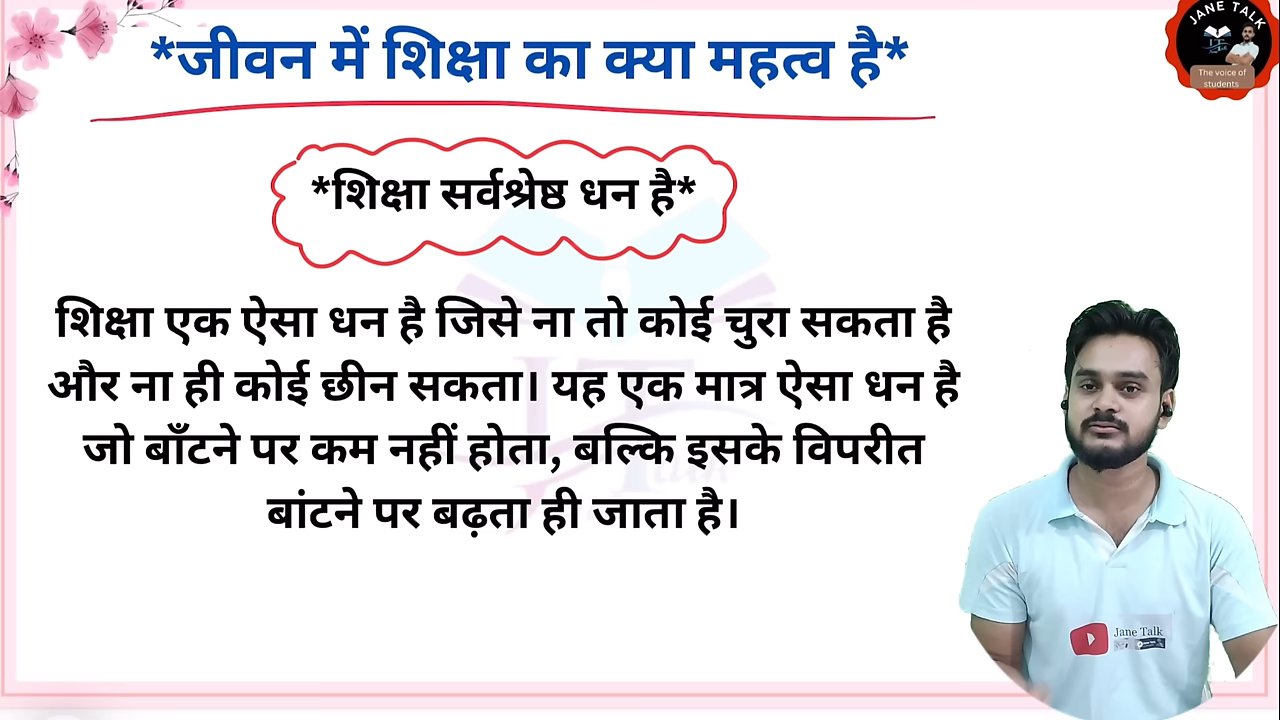 *जीवन में शिक्षा का क्या महत्व है*
JANE TALK
The voice of
students
*शिक्षा सर्वश्रेष्ठ धन है*
शिक्षा एक ऐसा धन है जिसे ना तो कोई चुरा सकता है
और ना ही कोई छीन सकता। यह एक मात्र ऐसा धन है
जो बाँटने पर कम नहीं होता, बल्कि इसके विपरीत
बांटने पर बढ़ता ही जाता है।
Jane Talk